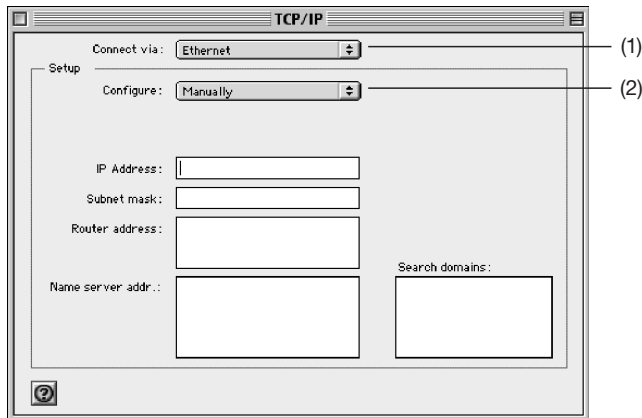 TCP/IP
Connect via: Ethernet (1)
Setup
Configure: Manually (2)
IP Address:
Subnet mask:
Router address:
Search domains:
Name server addr.:
?